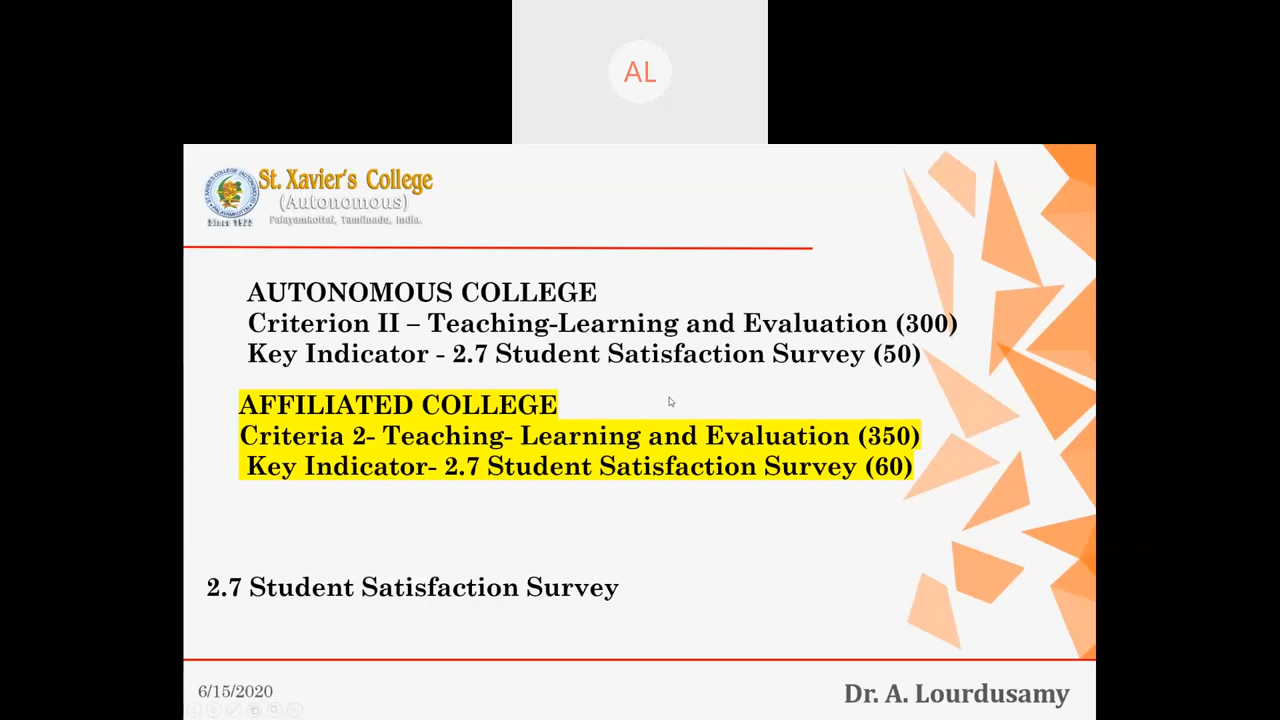 AL
St. Xavier's College
(Autonomous)
Palayamkottai, Tamilnadu, India.
Since 1923
AUTONOMOUS COLLEGE
Criterion II – Teaching-Learning and Evaluation (300)
Key Indicator - 2.7 Student Satisfaction Survey (50)
AFFILIATED COLLEGE
Criteria 2- Teaching- Learning and Evaluation (350)
Key Indicator- 2.7 Student Satisfaction Survey (60)
2.7 Student Satisfaction Survey
6/15/2020
Dr. A. Lourdusamy